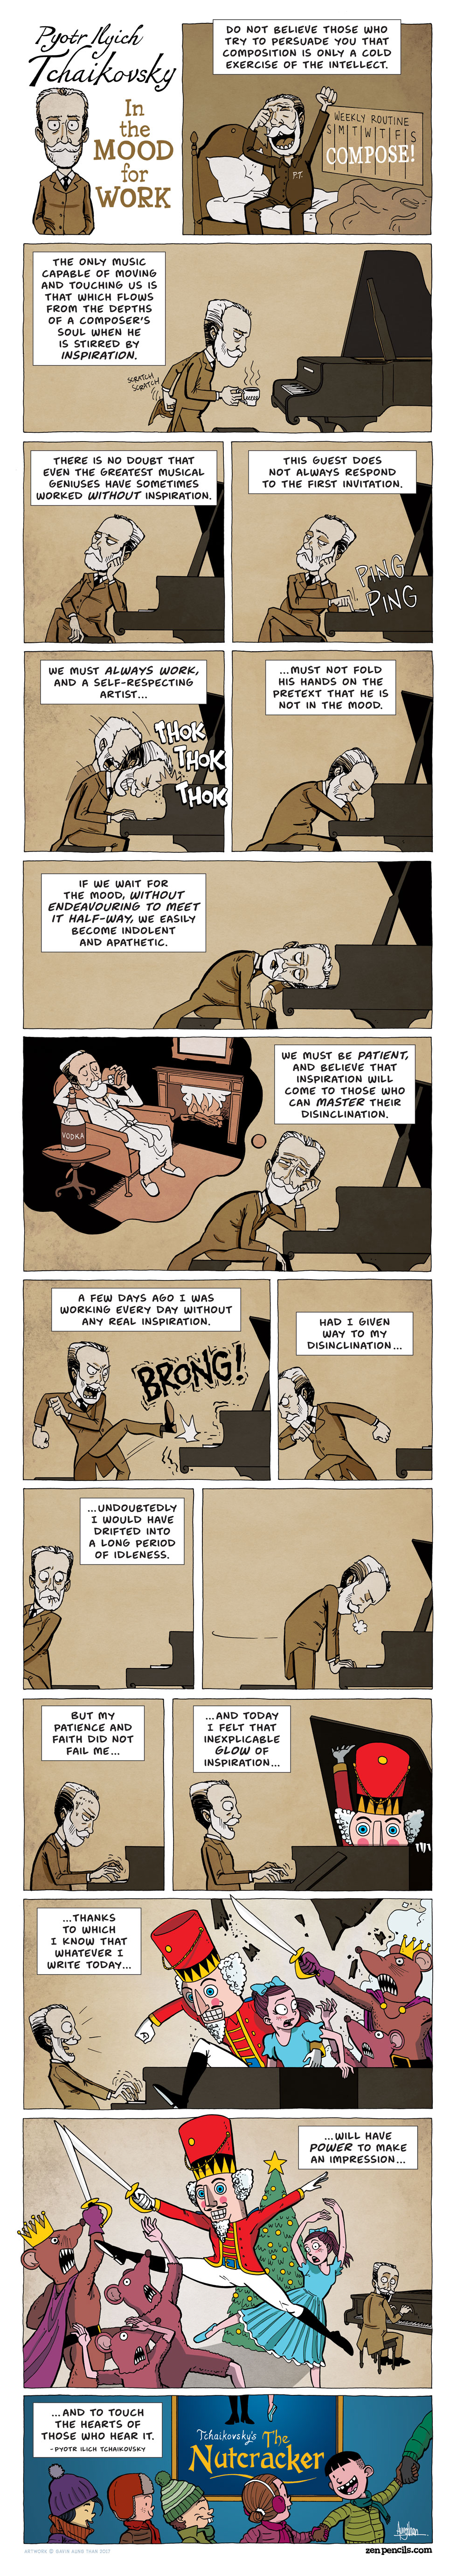 Pyotr Ilyich
Tchaikovsky
In
the
MOOD
for
WORK
DO NOT BELIEVE THOSE WHO
TRY TO PERSUADE YOU THAT
COMPOSITION IS ONLY A COLD
EXERCISE OF THE INTELLECT.
WEEKLY ROUTINE
S|M|T|W|T|F|S
COMPOSE!
P.T.
THE ONLY MUSIC
CAPABLE OF MOVING
AND TOUCHING US IS
THAT WHICH FLOWS
FROM THE DEPTHS
OF A COMPOSER'S
SOUL WHEN HE
IS STIRRED BY
INSPIRATION.
SCRATCH
SCRATCH
THERE IS NO DOUBT THAT
EVEN THE GREATEST MUSICAL
GENIUSES HAVE SOMETIMES
WORKED WITHOUT INSPIRATION.
THIS GUEST DOES
NOT ALWAYS RESPOND
TO THE FIRST INVITATION.
PING
PING
WE MUST ALWAYS WORK,
AND A SELF-RESPECTING
ARTIST...
THOK
THOK
THOK
...MUST NOT FOLD
HIS HANDS ON THE
PRETEXT THAT HE IS
NOT IN THE MOOD.
IF WE WAIT FOR
THE MOOD, WITHOUT
ENDEAVOURING TO MEET
IT HALF-WAY, WE EASILY
BECOME INDOLENT
AND APATHETIC.
VODKA
WE MUST BE PATIENT,
AND BELIEVE THAT
INSPIRATION WILL
COME TO THOSE WHO
CAN MASTER THEIR
DISINCLINATION.
A FEW DAYS AGO I WAS
WORKING EVERY DAY WITHOUT
ANY REAL INSPIRATION.
BRONG!
HAD I GIVEN
WAY TO MY
DISINCLINATION...
...UNDOUBTEDLY
I WOULD HAVE
DRIFTED INTO
A LONG PERIOD
OF IDLENESS.
BUT MY
PATIENCE AND
FAITH DID NOT
FAIL ME...
...AND TODAY
I FELT THAT
INEXPLICABLE
GLOW OF
INSPIRATION...
...THANKS
TO WHICH
I KNOW THAT
WHATEVER I
WRITE TODAY...
...WILL HAVE
POWER TO MAKE
AN IMPRESSION...
...AND TO TOUCH
THE HEARTS OF
THOSE WHO HEAR IT.
-PYOTR ILICH TCHAIKOVSKY
Tchaikovsky's The
Nutcracker
ARTWORK © GAVIN AUNG THAN 2017
zenpencils.com